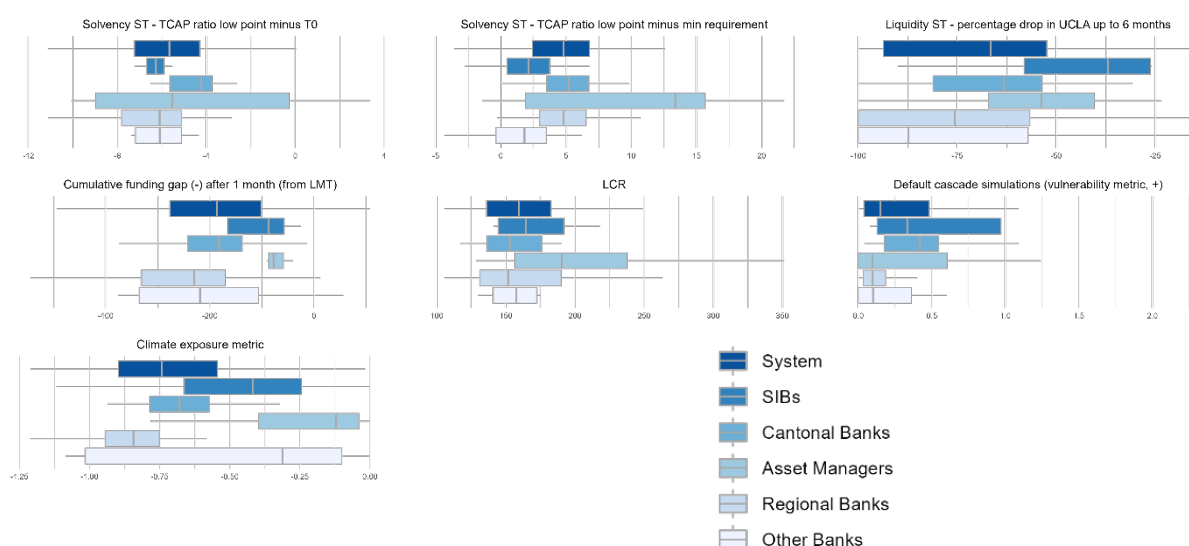 Solvency ST - TCAP ratio low point minus T0
Solvency ST - TCAP ratio low point minus min requirement
Liquidity ST - percentage drop in UCLA up to 6 months
-12 -8 -4 0 4
-5 0 5 10 15 20
-100 -75 -50 -25
Cumulative funding gap (-) after 1 month (from LMT)
LCR
Default cascade simulations (vulnerability metric, +)
-400 -200 0
100 150 200 250 300 350
0.0 0.5 1.0 1.5 2.0
Climate exposure metric
-1.25 -1.00 -0.75 -0.50 -0.25 0.00
System
SIBs
Cantonal Banks
Asset Managers
Regional Banks
Other Banks